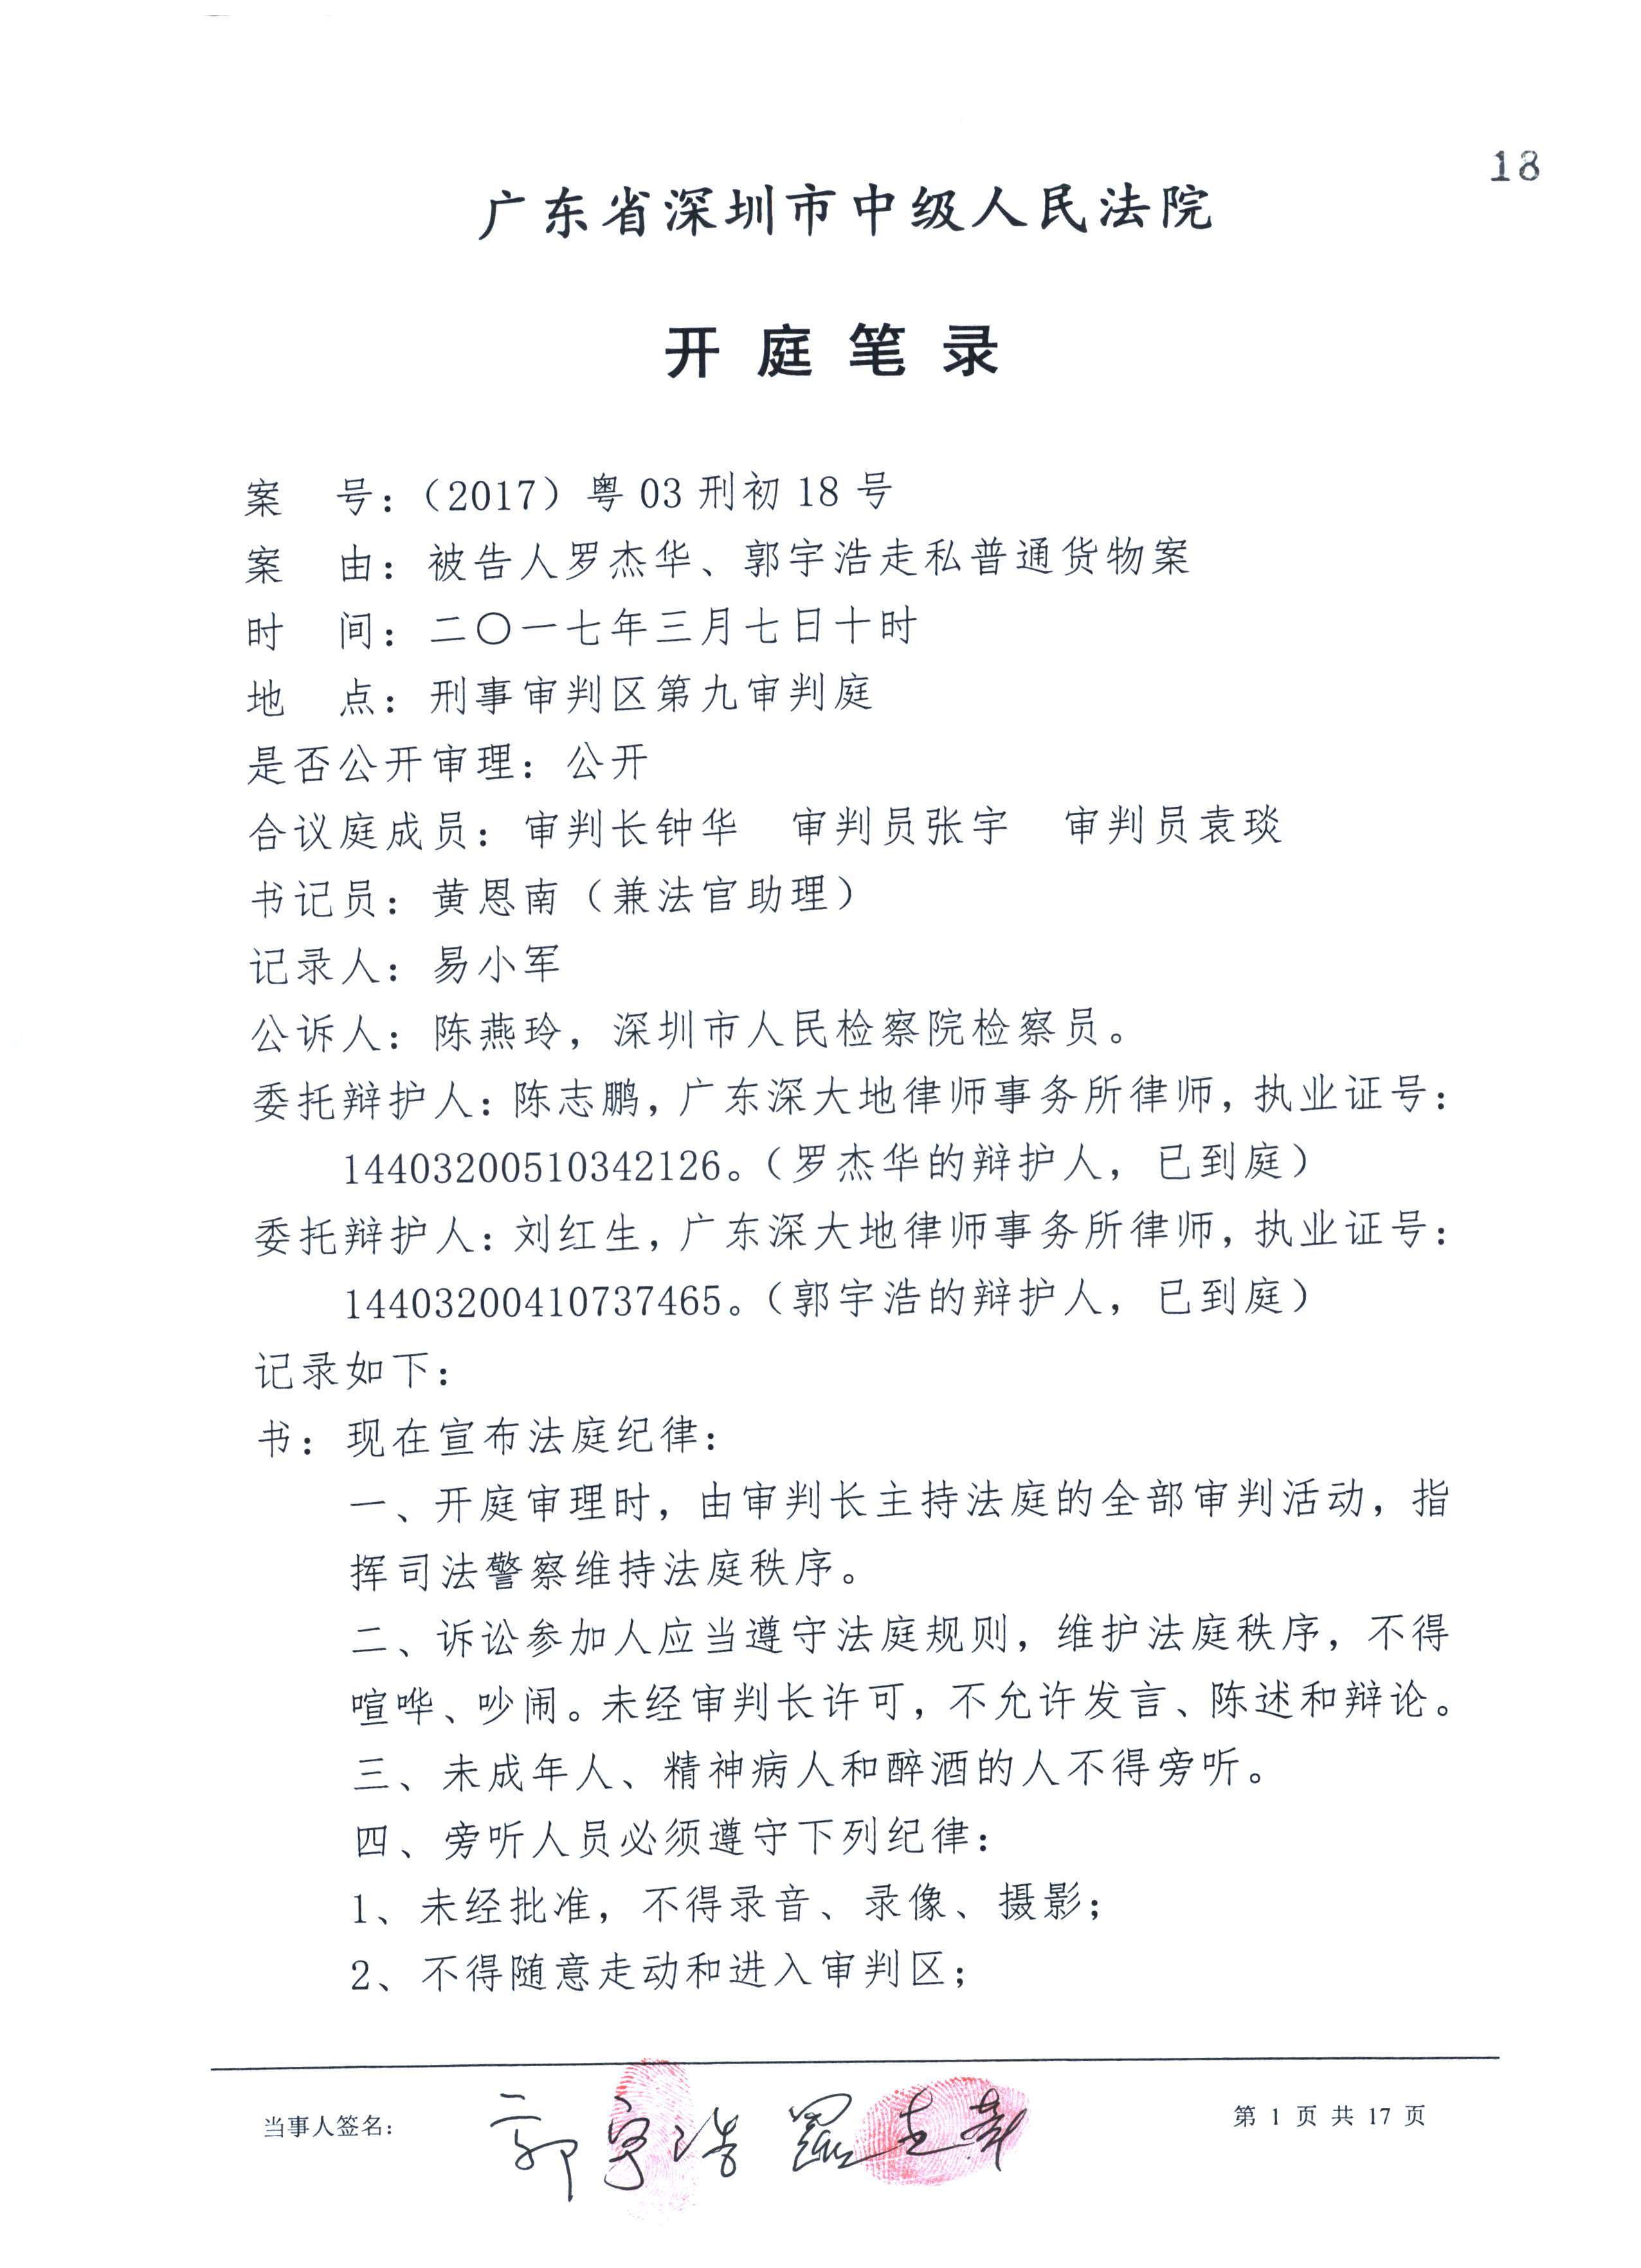 18
广东省深圳市中级人民法院
开庭笔录
案　号：（2017）粤 03 刑初 18 号
案　由：被告人罗杰华、郭宇浩走私普通货物案
时　间：二〇一七年三月七日十时
地　点：刑事审判区第九审判庭
是否公开审理：公开
合议庭成员：审判长钟华　审判员张宇　审判员袁琰
书记员：黄恩南（兼法官助理）
记录人：易小军
公诉人：陈燕玲，深圳市人民检察院检察员。
委托辩护人：陈志鹏，广东深大地律师事务所律师，执业证号：
14403200510342126。（罗杰华的辩护人，已到庭）
委托辩护人：刘红生，广东深大地律师事务所律师，执业证号：
14403200410737465。（郭宇浩的辩护人，已到庭）
记录如下：
书：现在宣布法庭纪律：
一、开庭审理时，由审判长主持法庭的全部审判活动，指
挥司法警察维持法庭秩序。
二、诉讼参加人应当遵守法庭规则，维护法庭秩序，不得
喧哗、吵闹。未经审判长许可，不允许发言、陈述和辩论。
三、未成年人、精神病人和醉酒的人不得旁听。
四、旁听人员必须遵守下列纪律：
1、未经批准，不得录音、录像、摄影；
2、不得随意走动和进入审判区；
当事人签名： 郭宇浩 羅杰華 第 1 页 共 17 页